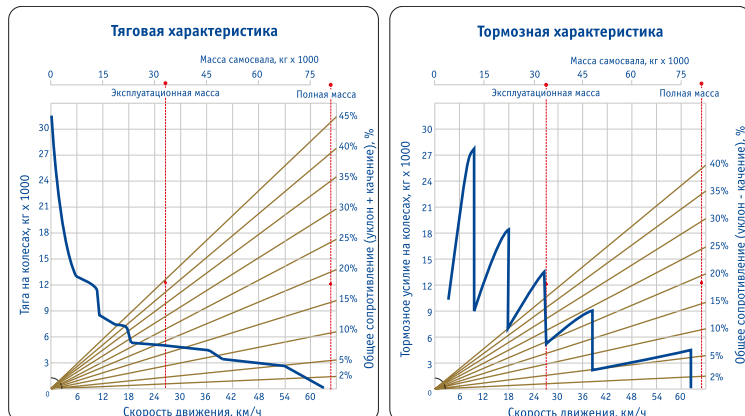 Тяговая характеристика
Масса самосвала, кг x 1000
0 15 30 45 60 75
Эксплуатационная масса
Полная масса
Тяга на колесах, кг x 1000
30
27
24
21
18
15
12
9
6
3
0
45%
40%
35%
30%
25%
20%
15%
10%
5%
2%
Общее сопротивление (уклон + качение), %
6 12 18 24 30 36 42 48 54 60
Скорость движения, км/ч
Тормозная характеристика
Масса самосвала, кг x 1000
0 15 30 45 60 75
Эксплуатационная масса
Полная масса
Тормозное усилие на колесах, кг x 1000
30
27
24
21
18
15
12
9
6
3
0
40%
35%
30%
25%
20%
15%
10%
5%
2%
Общее сопротивление (уклон - качение), %
6 12 18 24 30 36 42 48 54 60
Скорость движения, км/ч